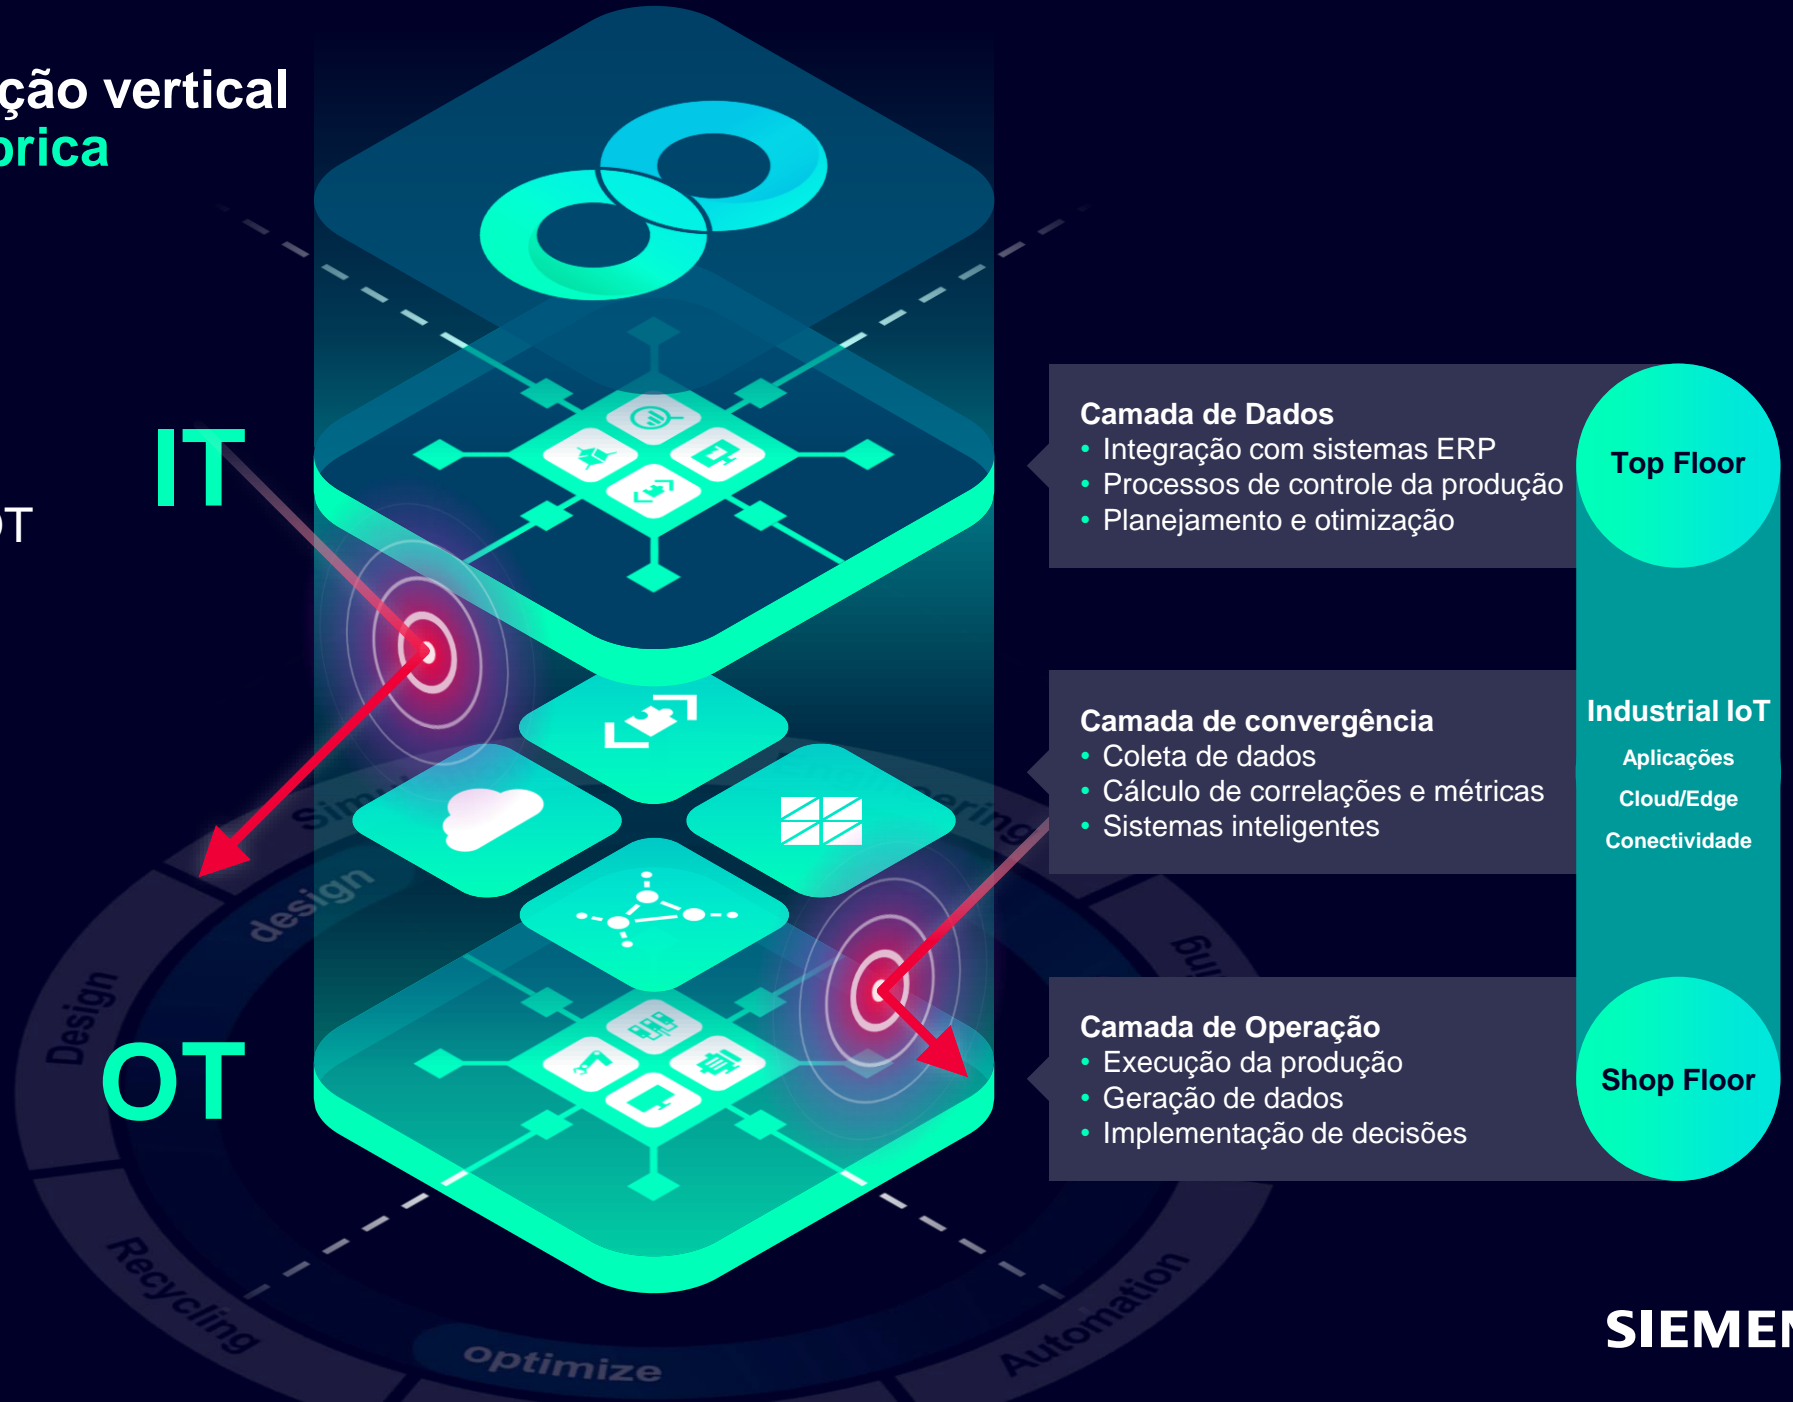 ção vertical
brica
IT
OT
OT
Camada de Dados
• Integração com sistemas ERP
• Processos de controle da produção
• Planejamento e otimização
Top Floor
Camada de convergência
• Coleta de dados
• Cálculo de correlações e métricas
• Sistemas inteligentes
Industrial IoT
Aplicações
Cloud/Edge
Conectividade
Camada de Operação
• Execução da produção
• Geração de dados
• Implementação de decisões
Shop Floor
Engineering
design
Design
Recycling
optimize
Automation
SIEMEN